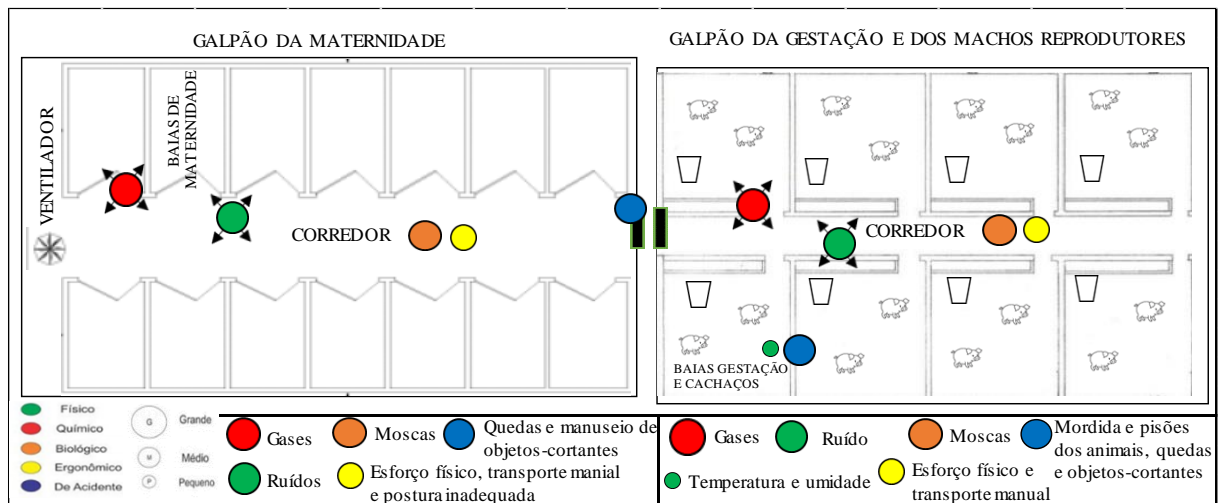 GALPÃO DA MATERNIDADE
GALPÃO DA GESTAÇÃO E DOS MACHOS REPRODUTORES
VENTILADOR
BAIAS DE
MATERNIDADE
CORREDOR
CORREDOR
BAIAS GESTAÇÃO
E CACHAÇOS
Físico
Químico
Biológico
Ergonômico
De Acidente
G
Grande
M
Médio
P
Pequeno
Gases
Moscas
Quedas e manuseio de
objetos-cortantes
Ruídos
Esforço físico, transporte manial
e postura inadequada
Gases
Ruído
Moscas
Mordida e pisões
dos animais, quedas
e objetos-cortantes
Temperatura e umidade
Esforço físico e
transporte manual